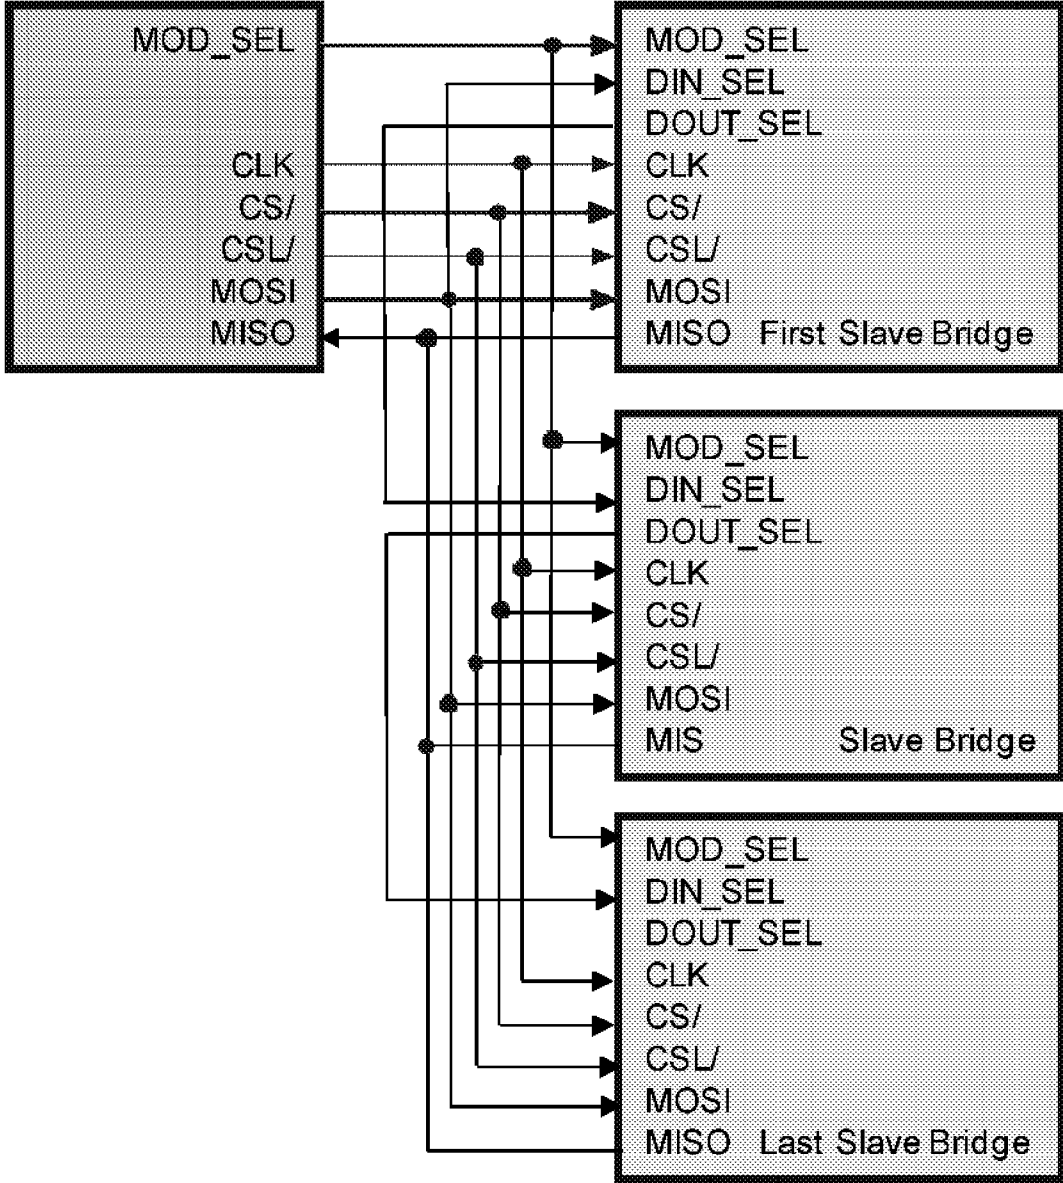 MOD_SEL
CLK
CS/
CSL/
MOSI
MISO
MOD_SEL
DIN_SEL
DOUT_SEL
CLK
CS/
CSL/
MOSI
MISO First Slave Bridge
MOD_SEL
DIN_SEL
DOUT_SEL
CLK
CS/
CSL/
MOSI
MIS Slave Bridge
MOD_SEL
DIN_SEL
DOUT_SEL
CLK
CS/
CSL/
MOSI
MISO Last Slave Bridge